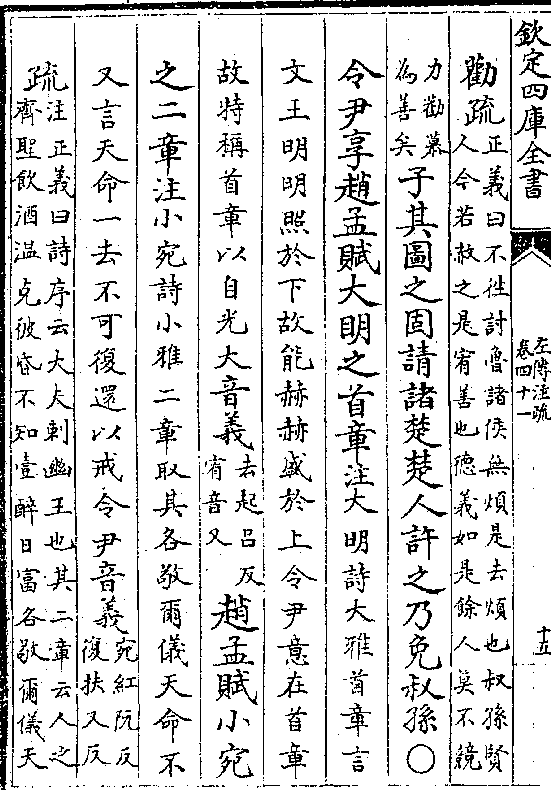 欽定四庫全書
左傳注疏
卷四十一
十五
勸疏
正義曰不徃討魯諸侯無煩是去煩也叔孫賢
人今若赦之是宥善也德義如是餘人莫不競
力勸慕
為善矣
子其圖之固請諸楚楚人許之乃免叔孫○
令尹享趙孟賦大明之首章注大明詩大雅首章言
文王明明照於下故能赫赫盛於上令尹意在首章
故特稱首章以自光大音義
去起呂反
宥音又
趙孟賦小宛
之二章注小宛詩小雅二章取其各敬爾儀天命不
又言天命一去不可復還以戒令尹音義
宛紅阮反
復扶又反
疏
注正義曰詩序云大夫刺幽王也其二章云人之
齊聖飲酒温克彼昏不知壹醉日富各敬爾儀天